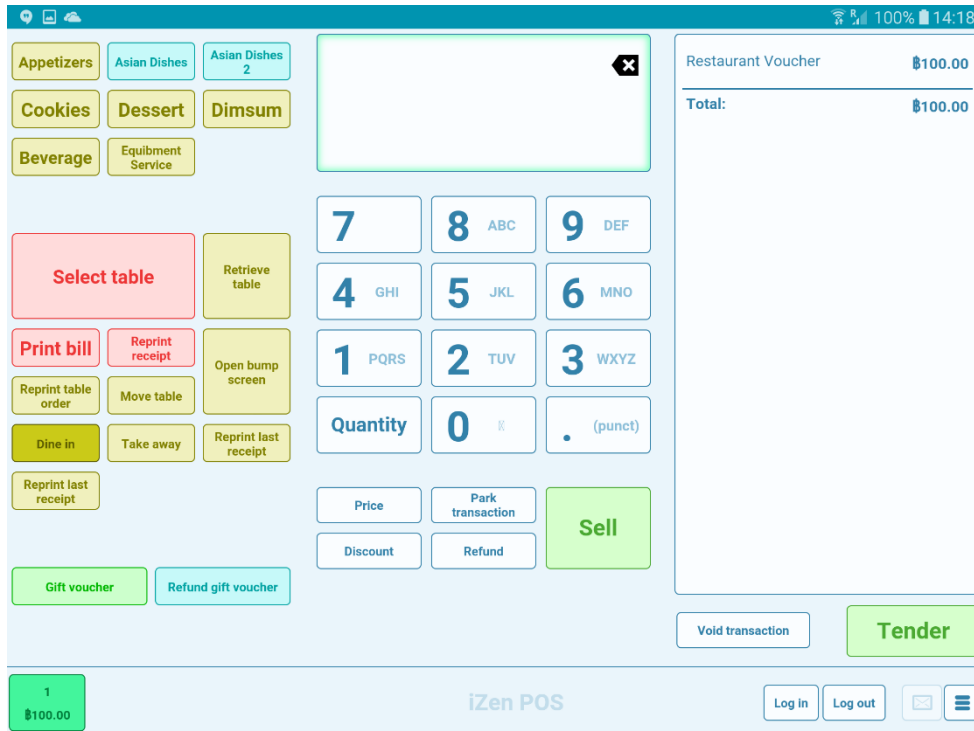 100% 14:18
Appetizers
Asian Dishes
Asian Dishes
2
Cookies
Dessert
Dimsum
Beverage
Equibment
Service
Select table
Retrieve
table
Print bill
Reprint
receipt
Open bump
screen
Reprint table
order
Move table
Dine in
Take away
Reprint last
receipt
Reprint last
receipt
Gift voucher
Refund gift voucher
7
8 ABC
9 DEF
4 GHI
5 JKL
6 MNO
1 PQRS
2 TUV
3 WXYZ
Quantity
0
. (punct)
Price
Park
transaction
Discount
Refund
Sell
Restaurant Voucher ฿100.00
Total: ฿100.00
Void transaction
Tender
1
฿100.00
iZen POS
Log in
Log out